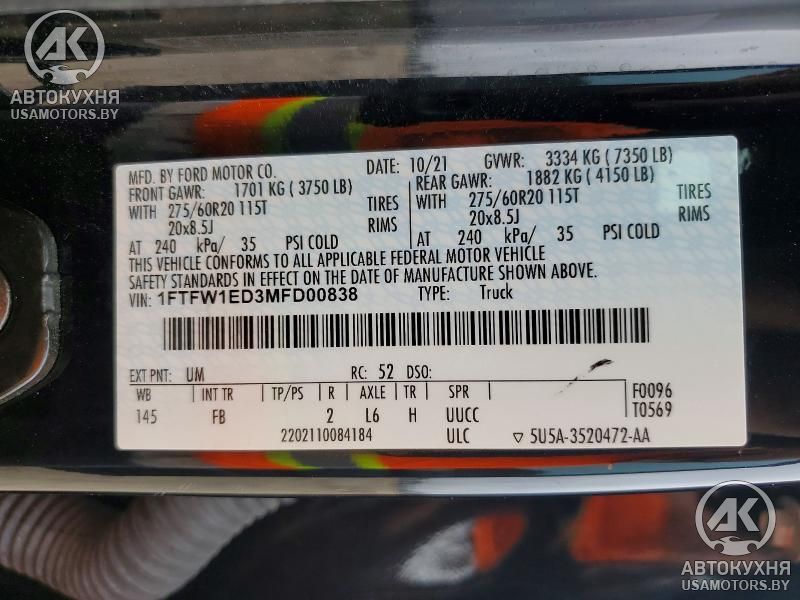 AK
АВТОКУХНЯ
USAMOTORS.BY
MFD. BY FORD MOTOR CO. DATE: 10/21 GVWR: 3334 KG ( 7350 LB)
FRONT GAWR: 1701 KG ( 3750 LB) REAR GAWR: 1882 KG ( 4150 LB)
WITH 275/60R20 115T TIRES WITH 275/60R20 115T TIRES
20x8.5J RIMS 20x8.5J RIMS
AT 240 kPa/ 35 PSI COLD AT 240 kPa/ 35 PSI COLD
THIS VEHICLE CONFORMS TO ALL APPLICABLE FEDERAL MOTOR VEHICLE
SAFETY STANDARDS IN EFFECT ON THE DATE OF MANUFACTURE SHOWN ABOVE.
VIN: 1FTFW1ED3MFD00838 TYPE: Truck
EXT PNT: UM RC: 52 DSO:
WB INT TR TP/PS R AXLE TR SPR F0096
145 FB 2 L6 H UUCC T0569
2202110084184 ULC ▽ 5U5A-3520472-AA
AK
АВТОКУХНЯ
USAMOTORS.BY